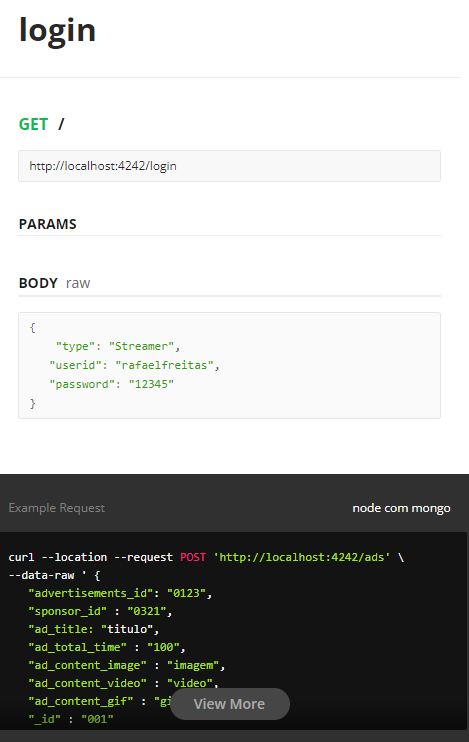 login
GET /
http://localhost:4242/login
PARAMS
BODY raw
{
"type": "Streamer",
"userid": "rafaelfreitas",
"password": "12345"
}
Example Request node com mongo
curl --location --request POST 'http://localhost:4242/ads' \
--data-raw ' {
"advertisements_id": "0123",
"sponsor_id" : "0321",
"ad_title: "titulo",
"ad_total_time" : "100",
"ad_content_image" : "imagem",
"ad_content_video" : "video",
"ad_content_gif" :
View More
"_id" : "001"